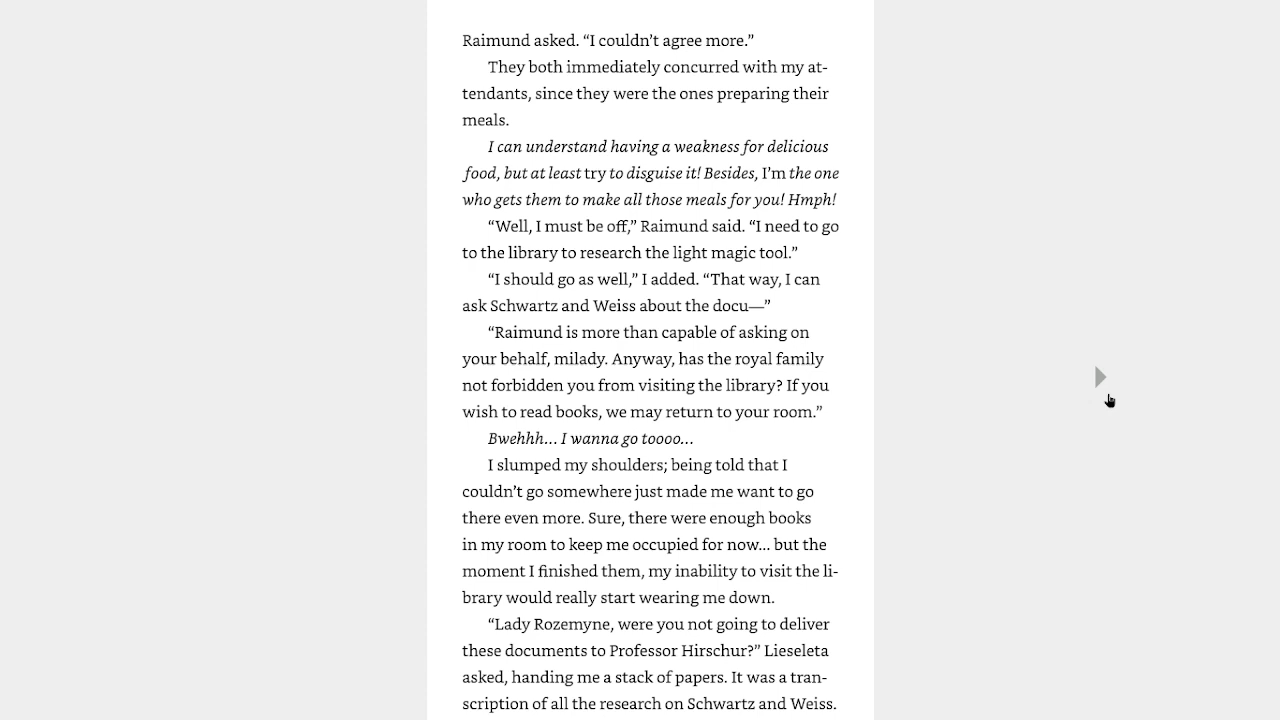 Raimund asked. “I couldn’t agree more.”
They both immediately concurred with my at-
tendants, since they were the ones preparing their
meals.
I can understand having a weakness for delicious
food, but at least try to disguise it! Besides, I’m the one
who gets them to make all those meals for you! Hmph!
“Well, I must be off,” Raimund said. “I need to go
to the library to research the light magic tool.”
“I should go as well,” I added. “That way, I can
ask Schwartz and Weiss about the docu—”
“Raimund is more than capable of asking on
your behalf, milady. Anyway, has the royal family
not forbidden you from visiting the library? If you
wish to read books, we may return to your room.”
Bwehhh... I wanna go toooo...
I slumped my shoulders; being told that I
couldn’t go somewhere just made me want to go
there even more. Sure, there were enough books
in my room to keep me occupied for now... but the
moment I finished them, my inability to visit the li-
brary would really start wearing me down.
“Lady Rozemyne, were you not going to deliver
these documents to Professor Hirschur?” Lieseleta
asked, handing me a stack of papers. It was a tran-
scription of all the research on Schwartz and Weiss.